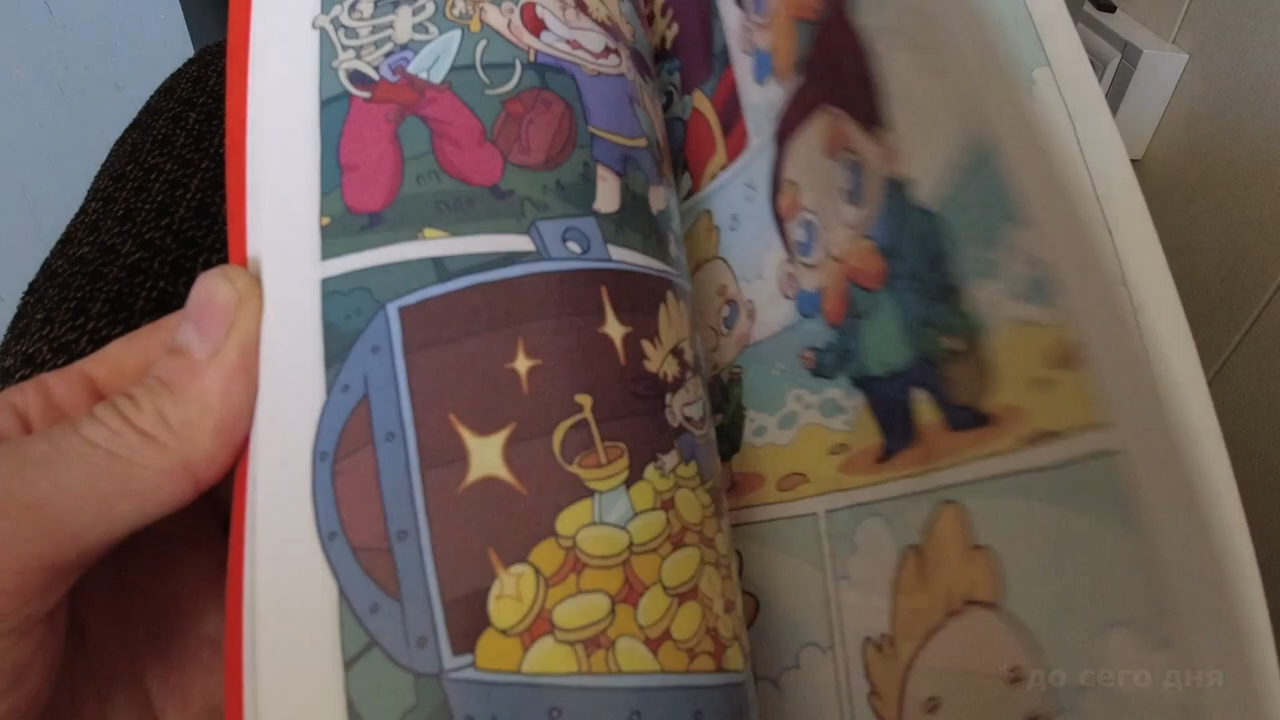 * до сего дня